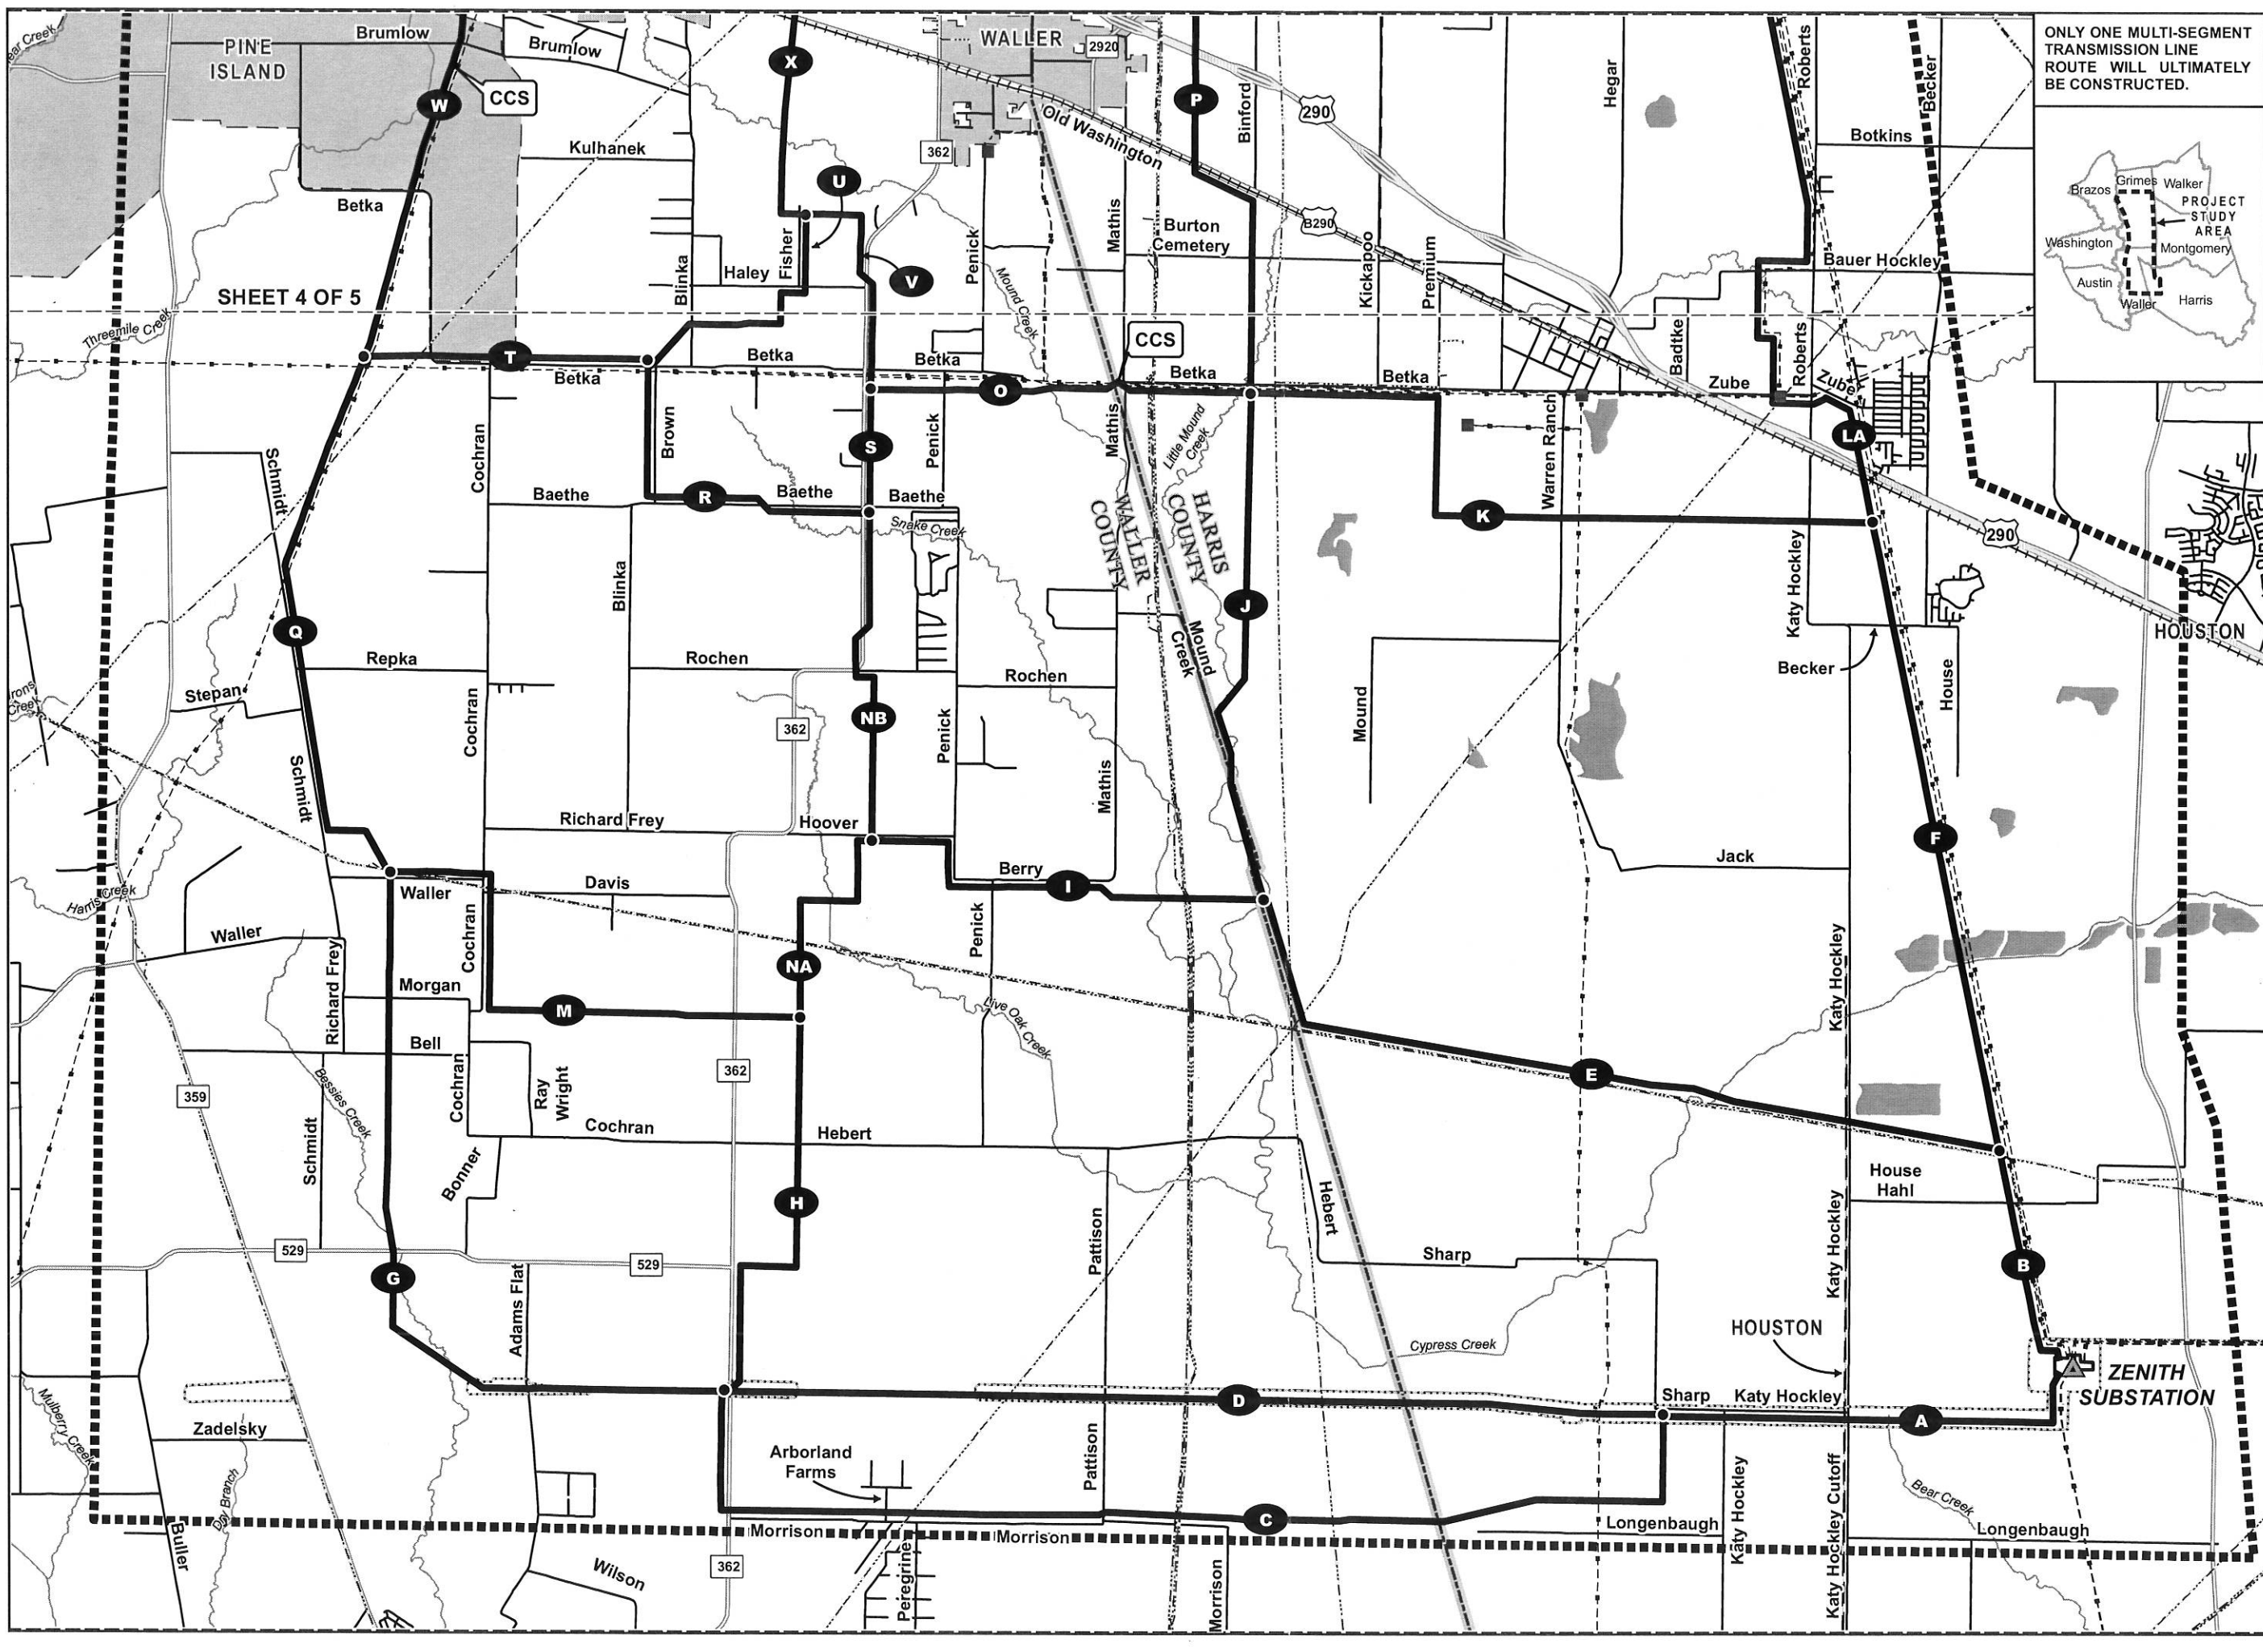 ONLY ONE MULTI-SEGMENT
TRANSMISSION LINE
ROUTE WILL ULTIMATELY
BE CONSTRUCTED.
Brazos
Grimes
Walker
PROJECT
STUDY
AREA
Washington
Montgomery
Austin
Waller
Harris
PINE
ISLAND
Brumlow
Brumlow
W
CCS
X
WALLER
2920
P
Binford
290
Hegar
Roberts
Becker
Botkins
Old Washington
Kulhanek
362
U
Betka
Fisher
Penick
Mathis
Burton
Cemetery
B290
Kickapoo
Premium
Bauer Hockley
Blinka
Haley
V
Mound Creek
SHEET 4 OF 5
Threemile Creek
CCS
Badtke
Roberts
T
Betka
Betka
Betka
Betka
Betka
Zube
Zube
O
LA
Cochran
Brown
S
Penick
Mathis
Little Mound
Creek
Warren Ranch
Schmidt
Baethe
R
Baethe
Baethe
Snake Creek
WALLER
COUNTY
HARRIS
COUNTY
K
290
Blinka
J
Katy Hockley
HOUSTON
Q
Repka
Rochen
Rochen
Mound
Creek
Becker
House
Stepan
Cochran
NB
362
Penick
Mound
Schmidt
Mathis
Richard Frey
Hoover
F
Jack
Harris Creek
Waller
Davis
Berry
I
Waller
Cochran
Penick
Richard Frey
NA
Katy Hockley
Morgan
M
Live Oak Creek
Bell
359
Bessies Creek
Cochran
Ray
Wright
362
E
Schmidt
Cochran
Hebert
Bonner
H
House
Hahl
Hebert
Pattison
Katy Hockley
529
529
Sharp
G
B
Adams Flat
HOUSTON
Cypress Creek
ZENITH
SUBSTATION
Mulberry Creek
D
Sharp
Katy Hockley
A
Zadelsky
Arborland
Farms
Pattison
Katy Hockley
Katy Hockley Cutoff
Bear Creek
Dry Branch
C
Buller
Morrison
Morrison
Longenbaugh
Longenbaugh
Wilson
362
Peregrine
Morrison